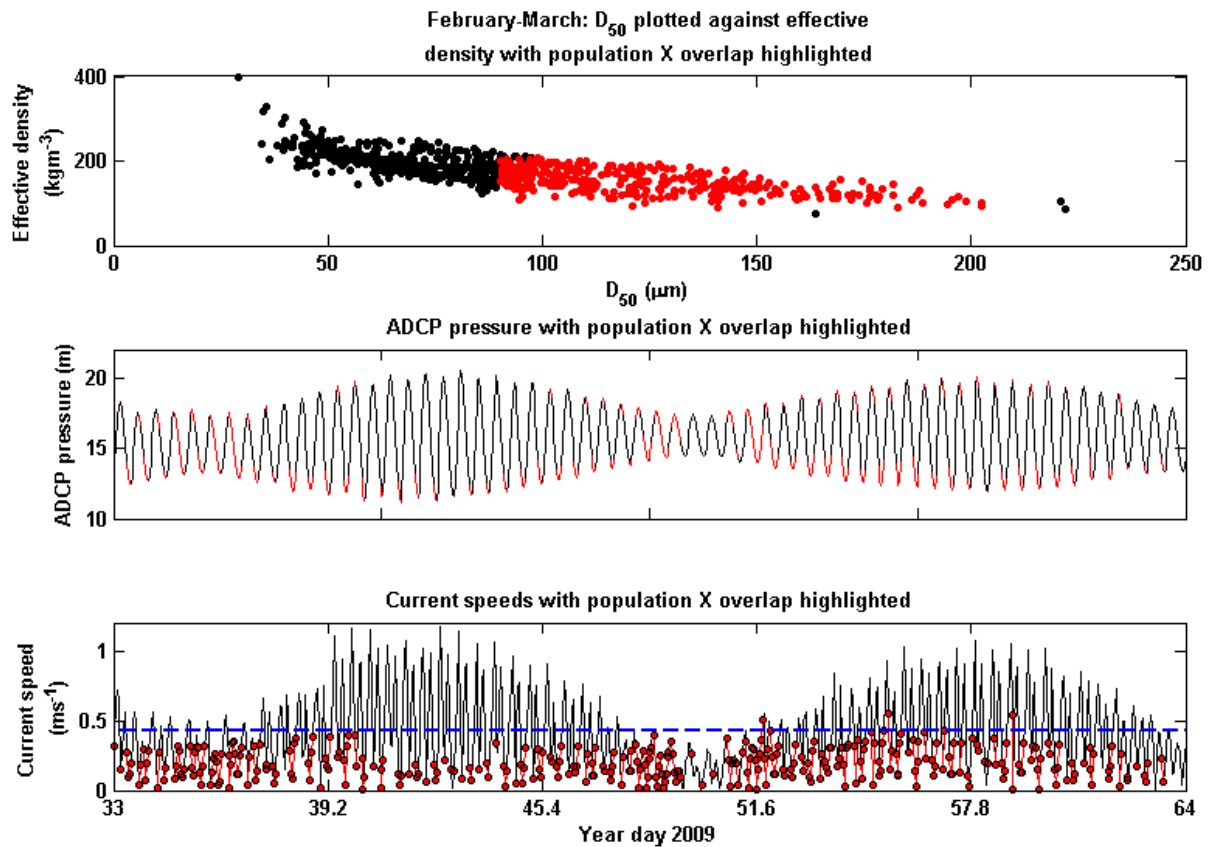 February-March: D50 plotted against effective
density with population X overlap highlighted
Effective density
(kgm-3)
400
200
0
0 50 100 150 200 250
D50 (μm)
ADCP pressure with population X overlap highlighted
ADCP pressure (m)
20
15
10
Current speeds with population X overlap highlighted
Current speed
(ms-1)
1
0.5
0
33 39.2 45.4 51.6 57.8 64
Year day 2009